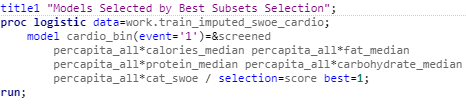 title1 "Models Selected by Best Subsets Selection";
proc logistic data=work.train_imputed_swoe_cardio;
model cardio_bin(event='1')=&screened
percapita_all*calories_median percapita_all*fat_median
percapita_all*protein_median percapita_all*carbohydrate_median
percapita_all*cat_swoe / selection=score best=1;
run;